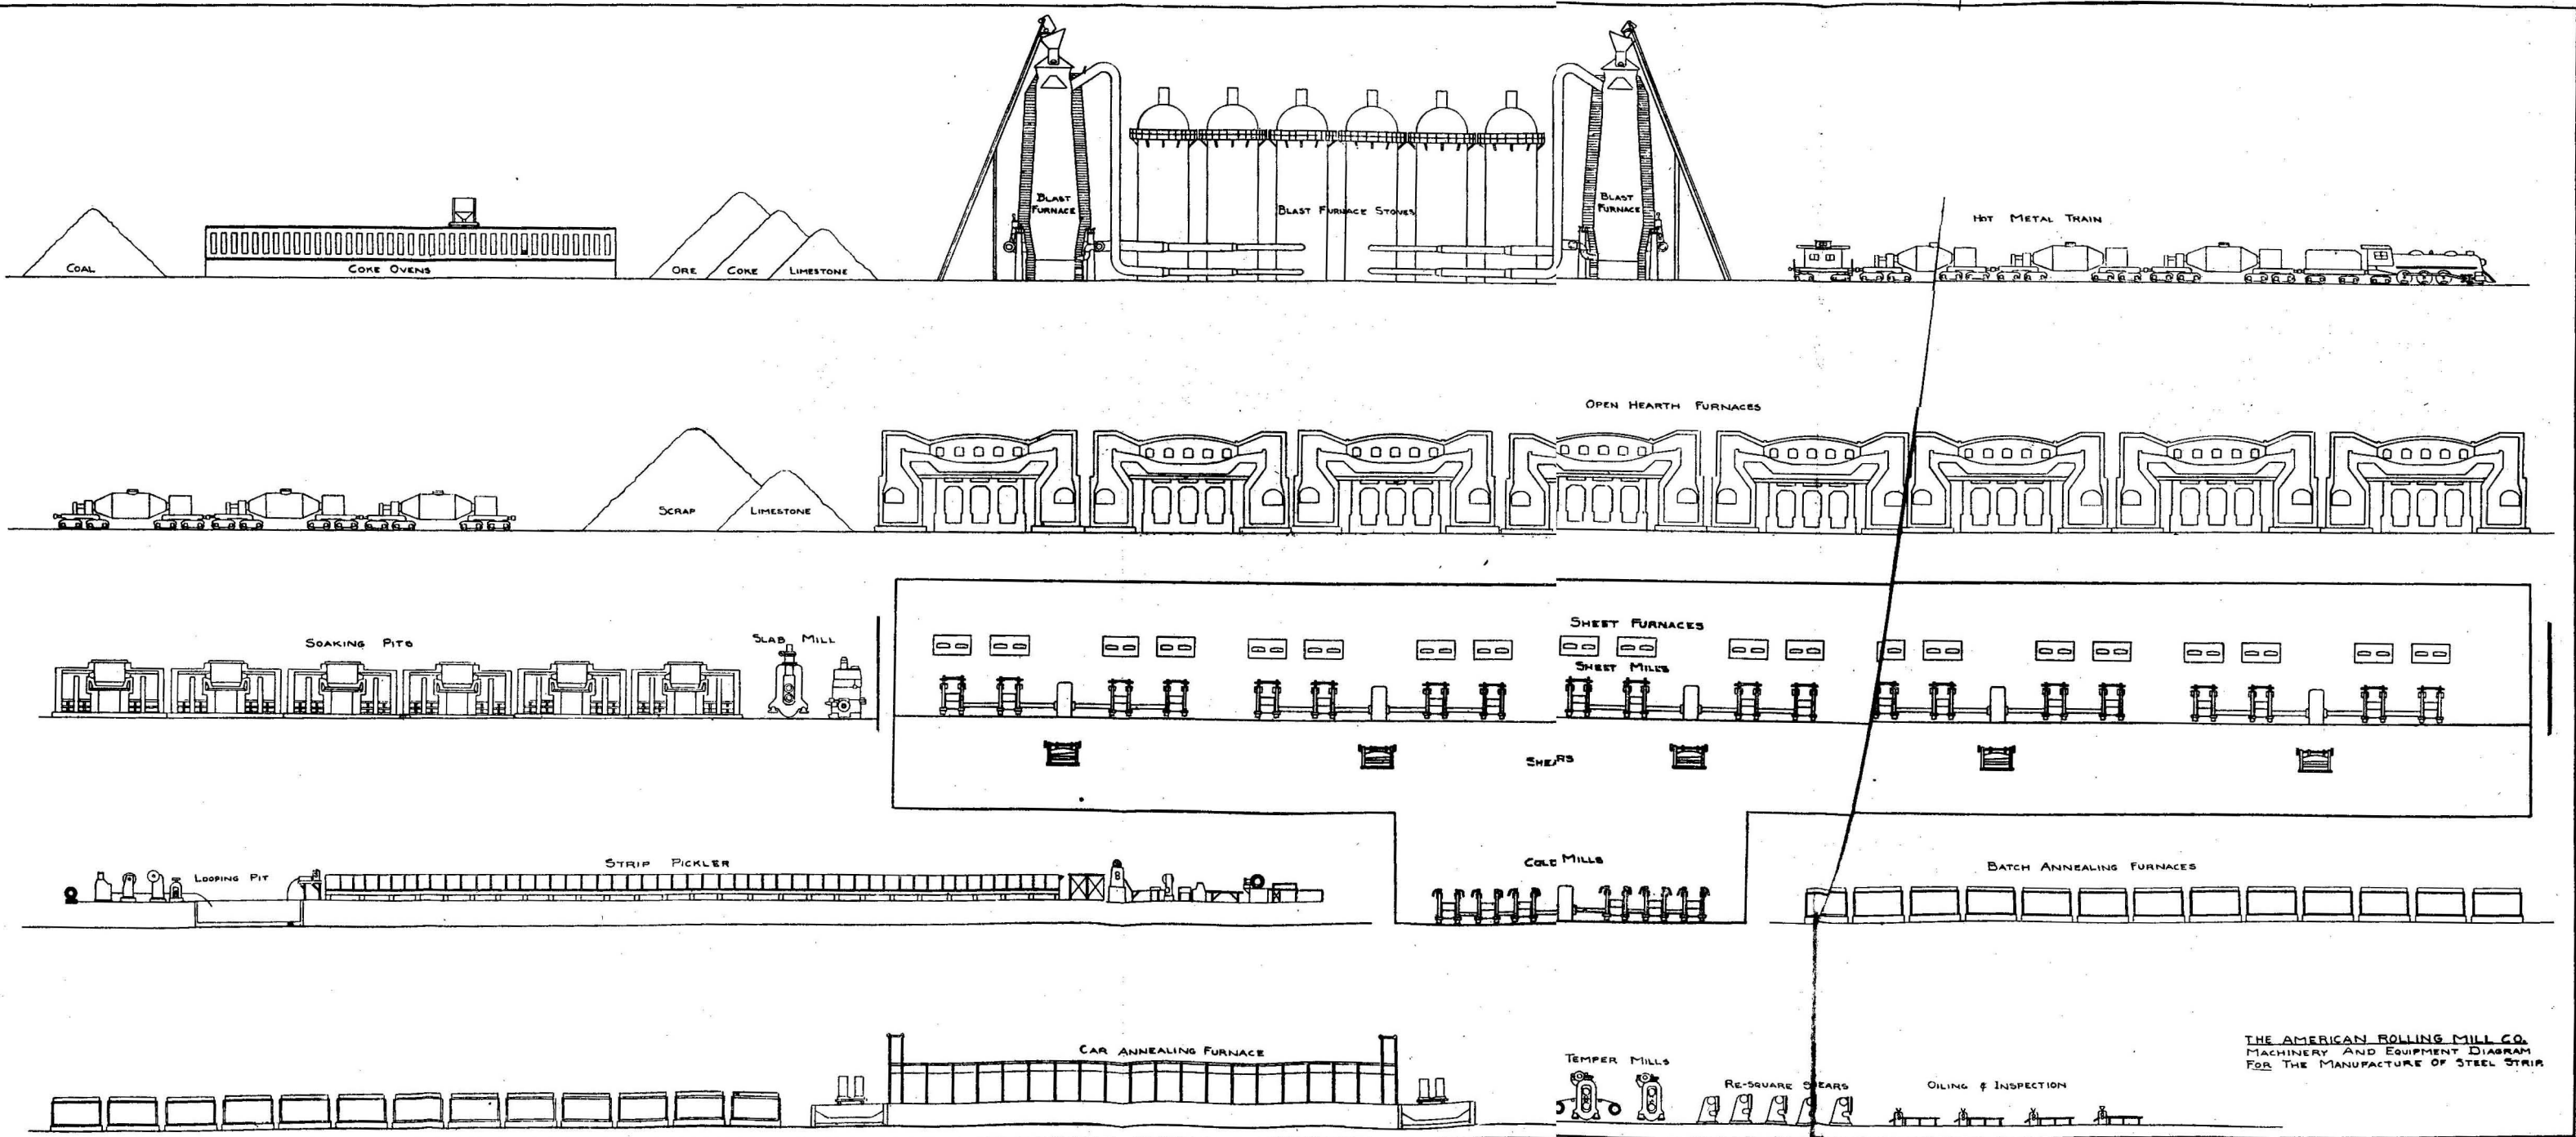 COAL
COKE OVENS
ORE
COKE
LIMESTONE
BLAST
FURNACE
BLAST FURNACE STOVES
BLAST
FURNACE
HOT METAL TRAIN
SCRAP
LIMESTONE
OPEN HEARTH FURNACES
SOAKING PITS
SLAB MILL
SHEET FURNACES
SHEET MILLS
SHEARS
LOOPING PIT
STRIP PICKLER
COLD MILLS
BATCH ANNEALING FURNACES
CAR ANNEALING FURNACE
TEMPER MILLS
RE-SQUARE SHEARS
OILING & INSPECTION
THE AMERICAN ROLLING MILL CO.
MACHINERY AND EQUIPMENT DIAGRAM
FOR THE MANUFACTURE OF STEEL STRIP